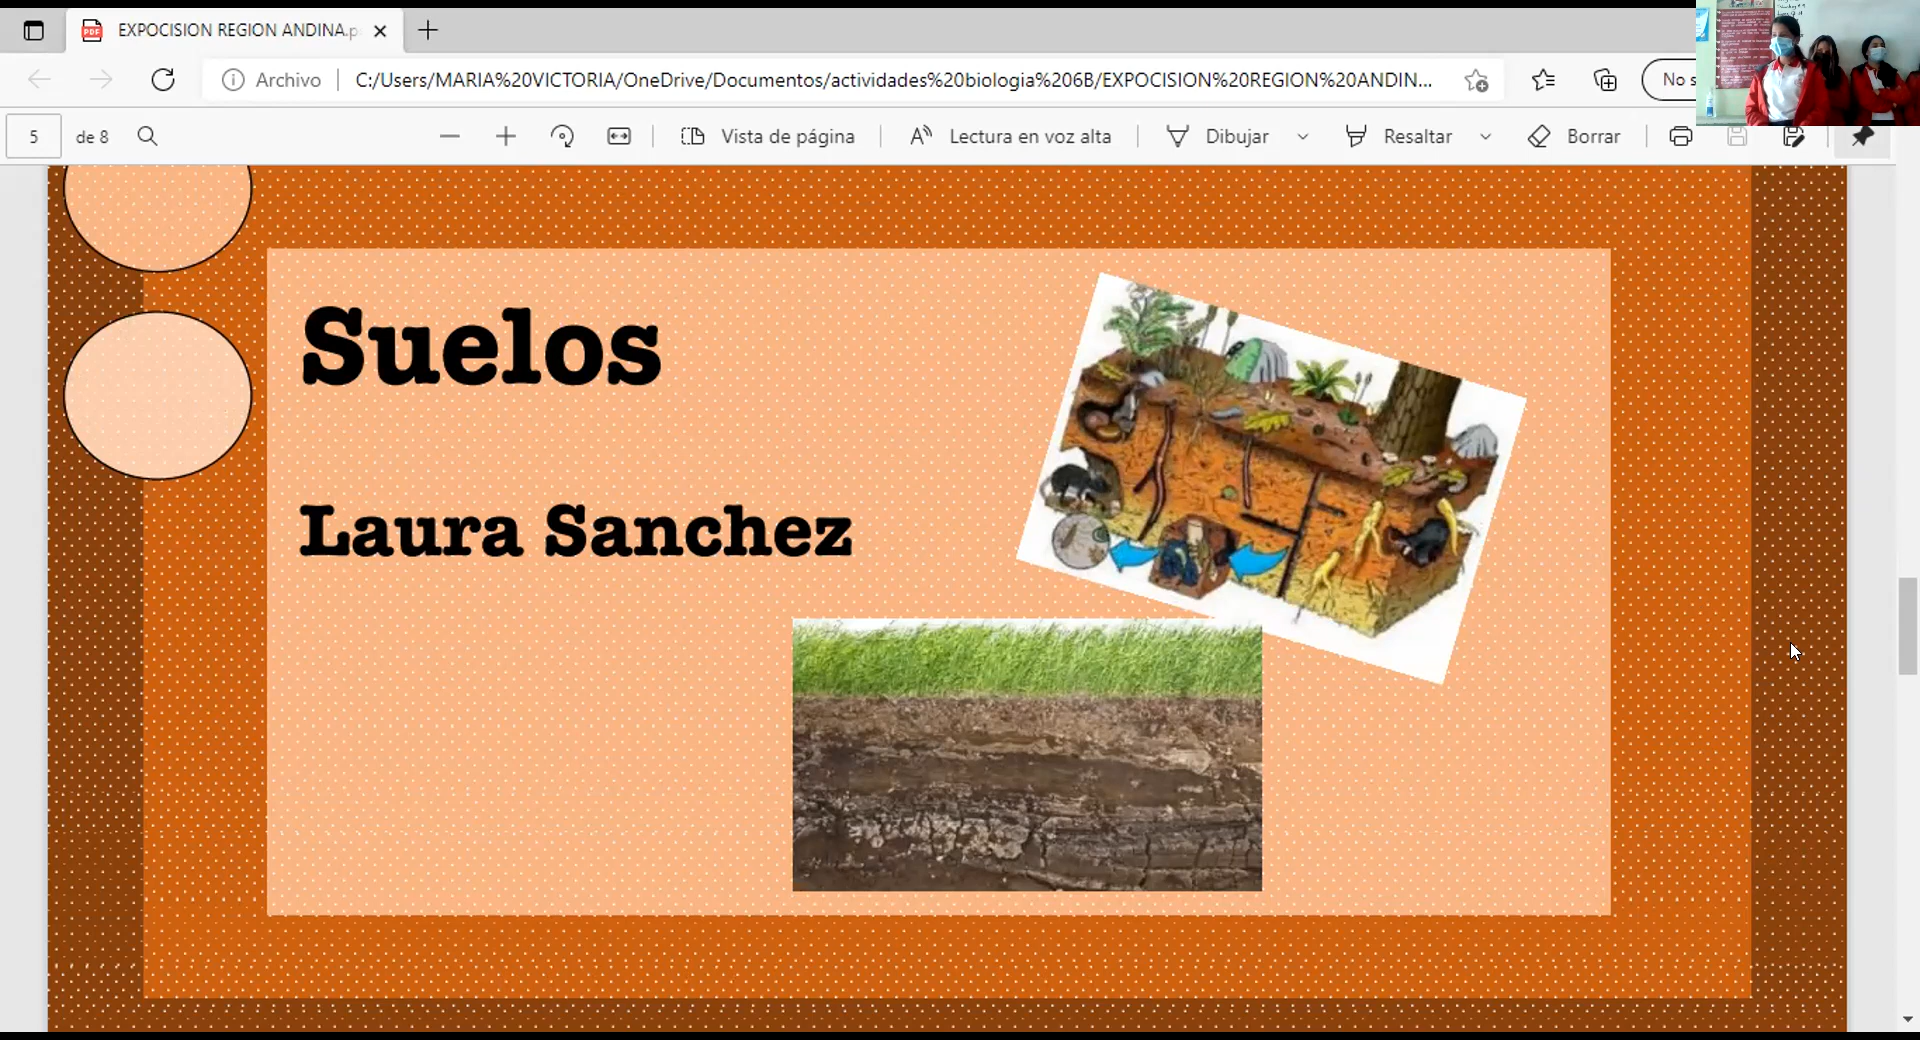 EXPOCISION REGION ANDINA.p
Archivo
C:/Users/MARIA%20VICTORIA/OneDrive/Documentos/actividades%20biologia%206B/EXPOCISION%20REGION%20ANDIN...
No s
5 de 8
Vista de página
Lectura en voz alta
Dibujar
Resaltar
Borrar
Suelos
Laura Sanchez